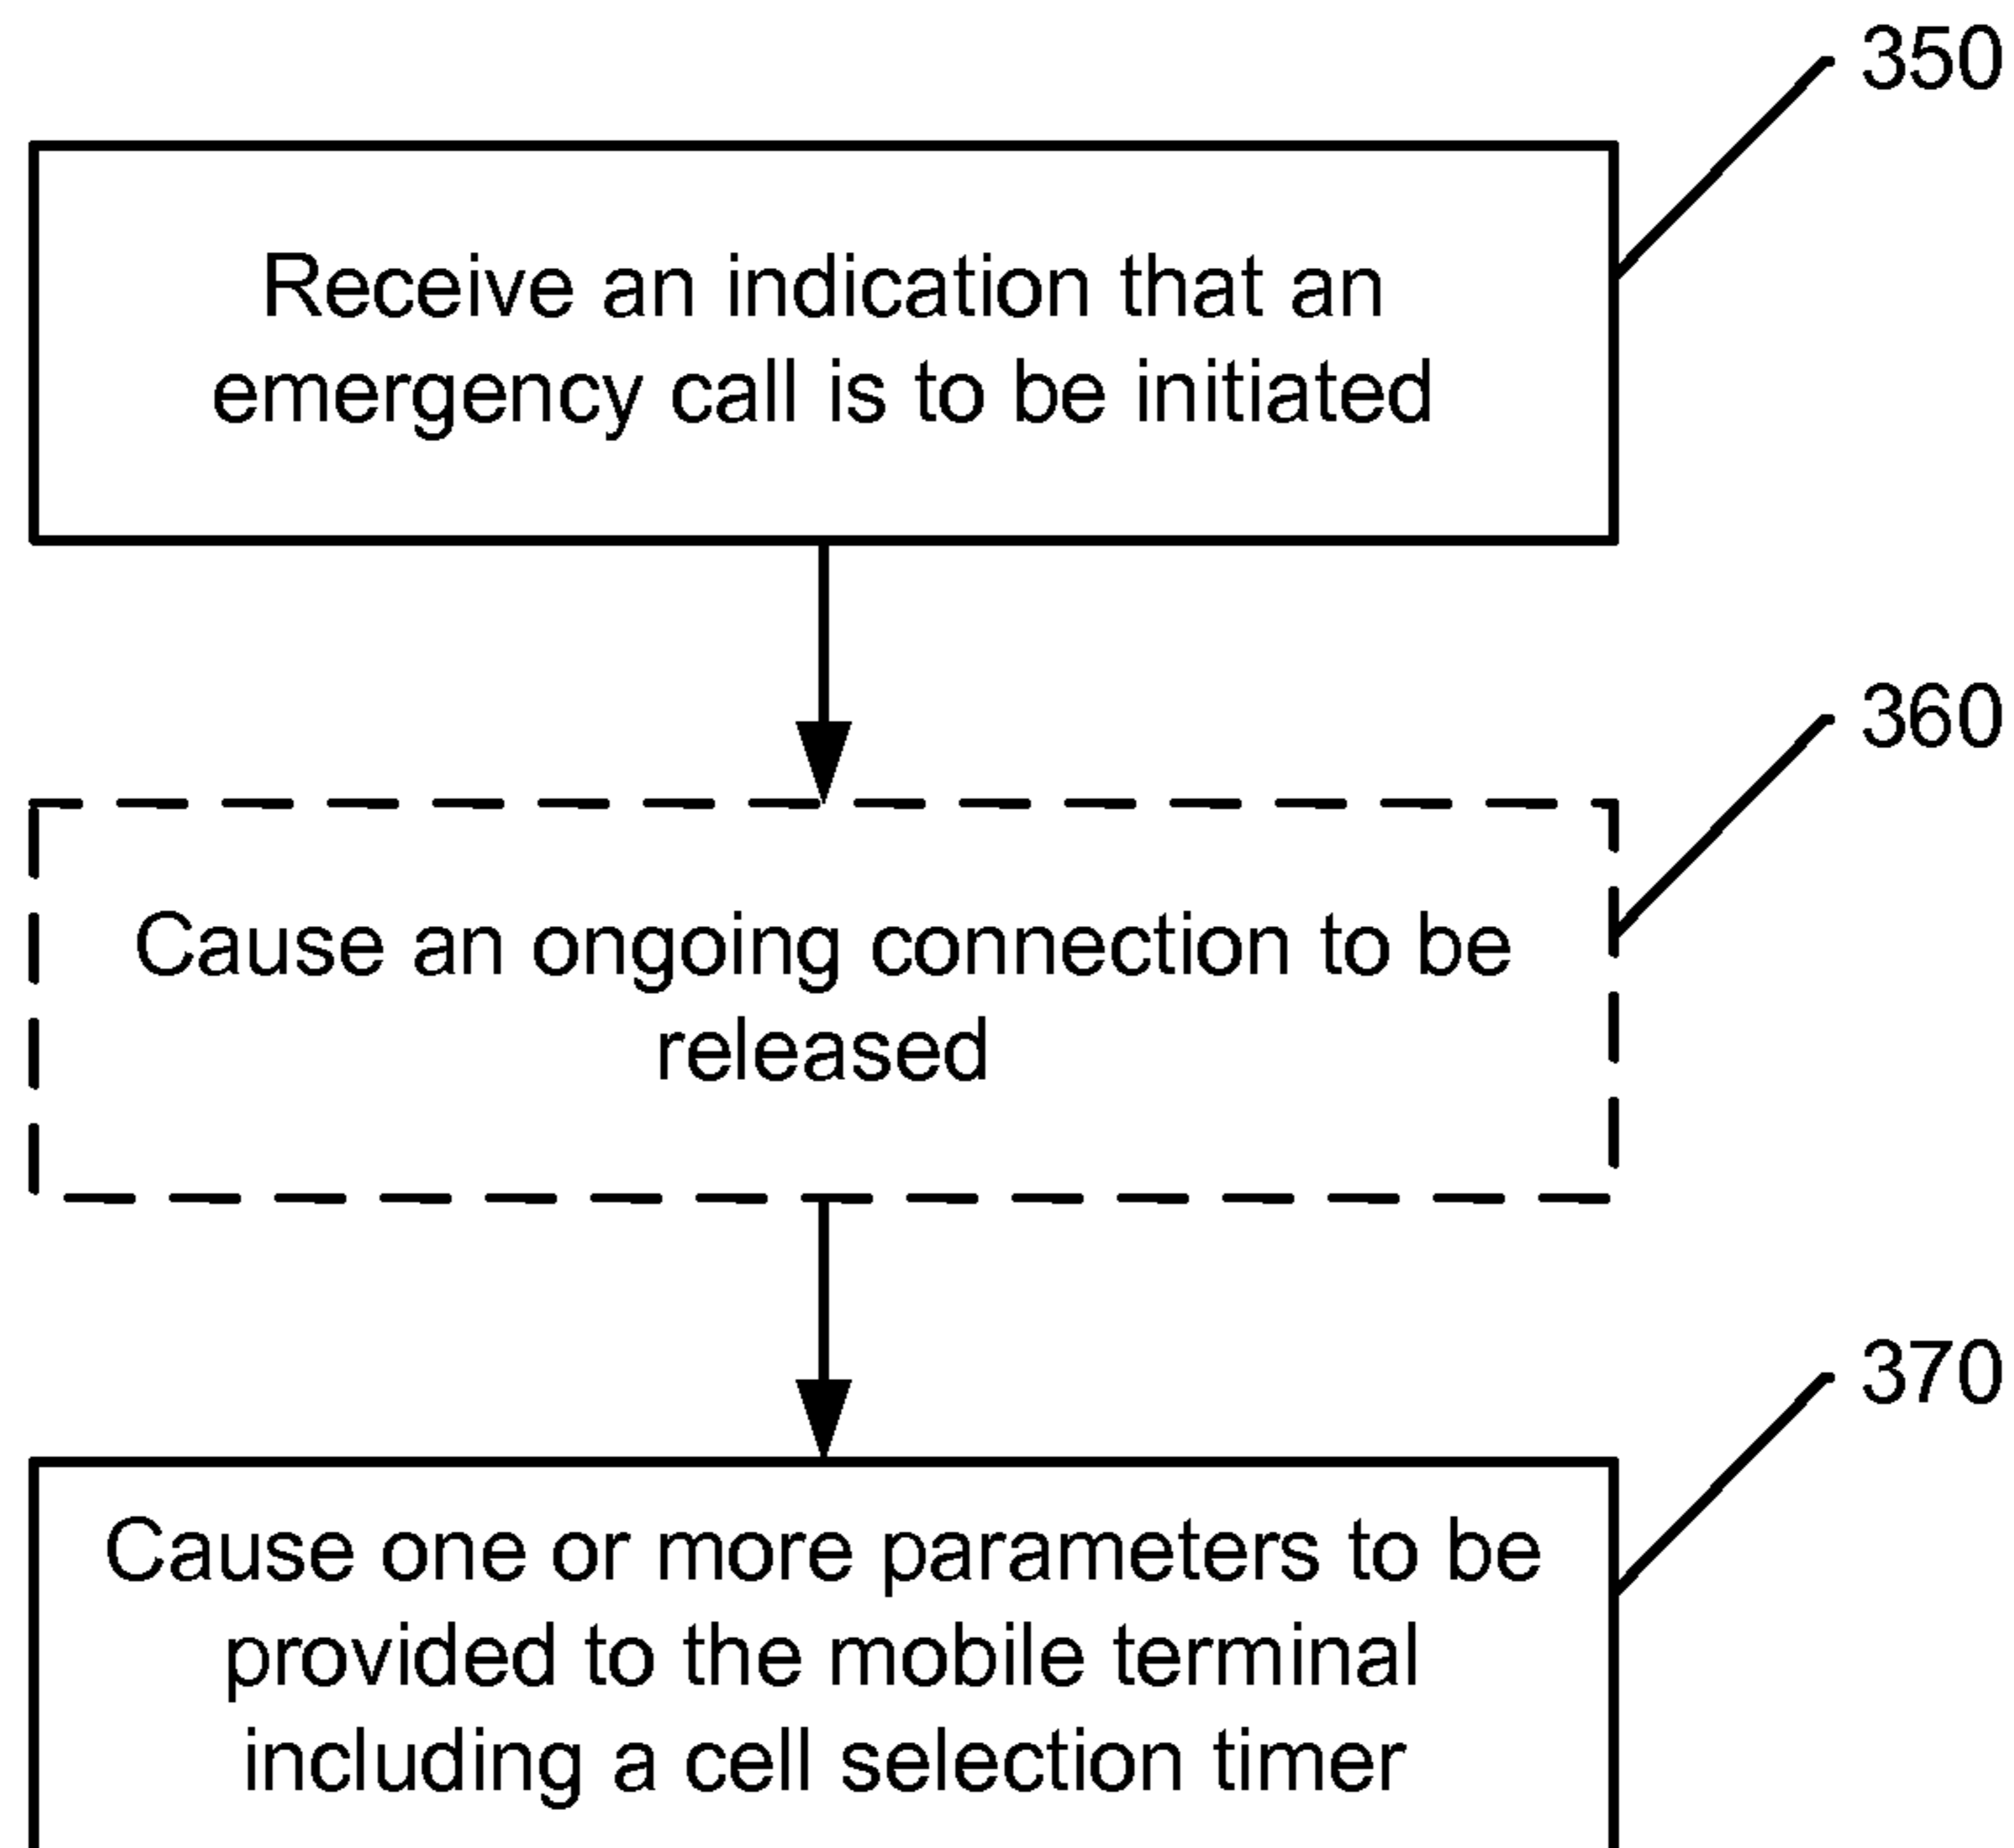 350
Receive an indication that an
emergency call is to be initiated
360
Cause an ongoing connection to be
released
370
Cause one or more parameters to be
provided to the mobile terminal
including a cell selection timer